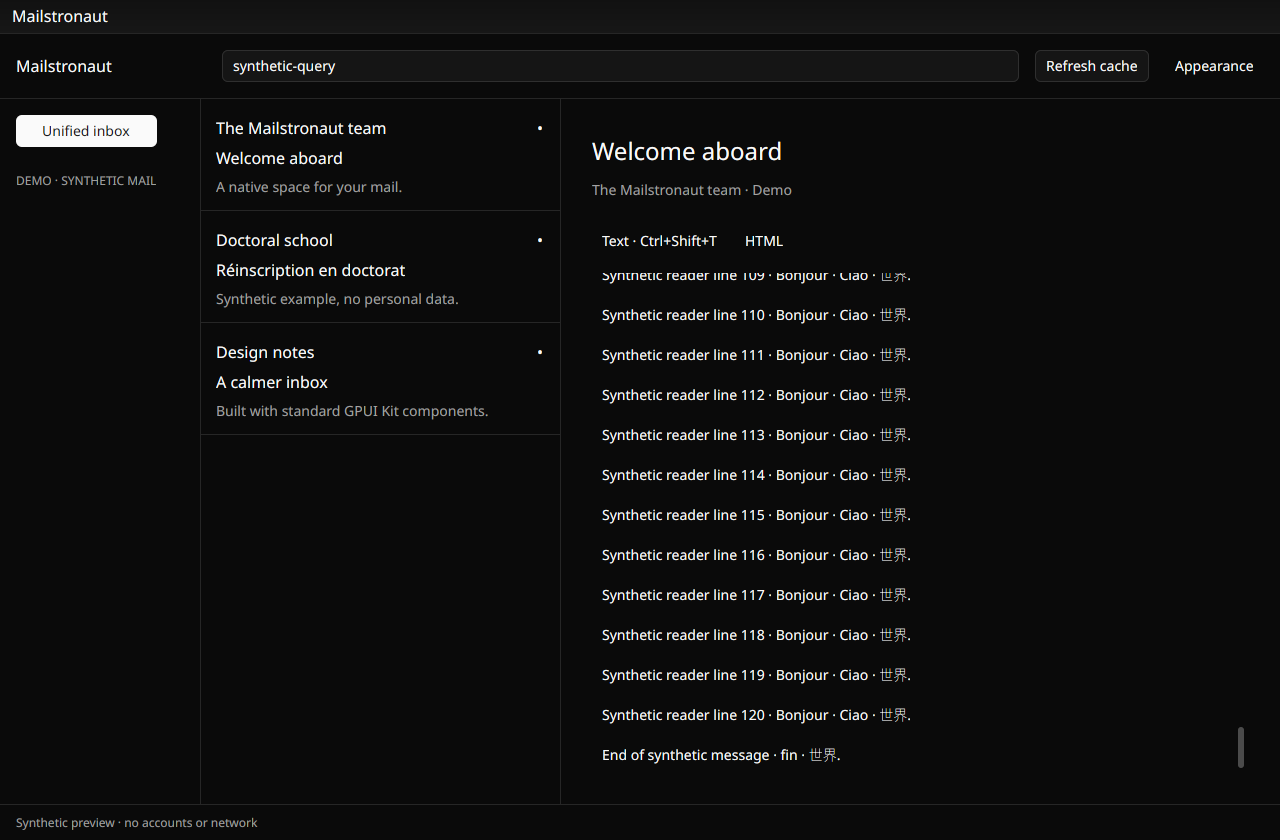 Mailstronaut
Mailstronaut
synthetic-query
Refresh cache
Appearance
Unified inbox
DEMO · SYNTHETIC MAIL
The Mailstronaut team •
Welcome aboard
A native space for your mail.
Doctoral school •
Réinscription en doctorat
Synthetic example, no personal data.
Design notes •
A calmer inbox
Built with standard GPUI Kit components.
Welcome aboard
The Mailstronaut team · Demo
Text · Ctrl+Shift+T
HTML
Synthetic reader line 109 · Bonjour · Ciao · 世界.
Synthetic reader line 110 · Bonjour · Ciao · 世界.
Synthetic reader line 111 · Bonjour · Ciao · 世界.
Synthetic reader line 112 · Bonjour · Ciao · 世界.
Synthetic reader line 113 · Bonjour · Ciao · 世界.
Synthetic reader line 114 · Bonjour · Ciao · 世界.
Synthetic reader line 115 · Bonjour · Ciao · 世界.
Synthetic reader line 116 · Bonjour · Ciao · 世界.
Synthetic reader line 117 · Bonjour · Ciao · 世界.
Synthetic reader line 118 · Bonjour · Ciao · 世界.
Synthetic reader line 119 · Bonjour · Ciao · 世界.
Synthetic reader line 120 · Bonjour · Ciao · 世界.
End of synthetic message · fin · 世界.
Synthetic preview · no accounts or network